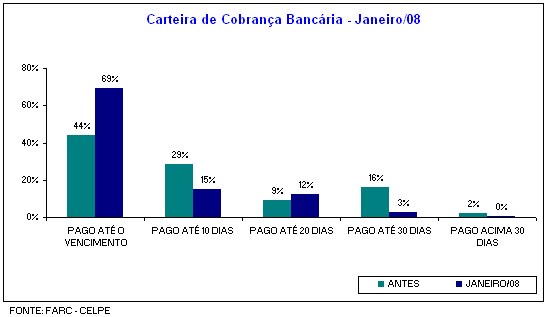 Carteira de Cobrança Bancária - Janeiro/08
80%
60%
40%
20%
0%
44%
69%
29%
15%
9%
12%
16%
3%
2%
0%
PAGO ATÉ O
VENCIMENTO
PAGO ATÉ 10 DIAS
PAGO ATÉ 20 DIAS
PAGO ATÉ 30 DIAS
PAGO ACIMA 30
DIAS
ANTES
JANEIRO/08
FONTE: FARC - CELPE